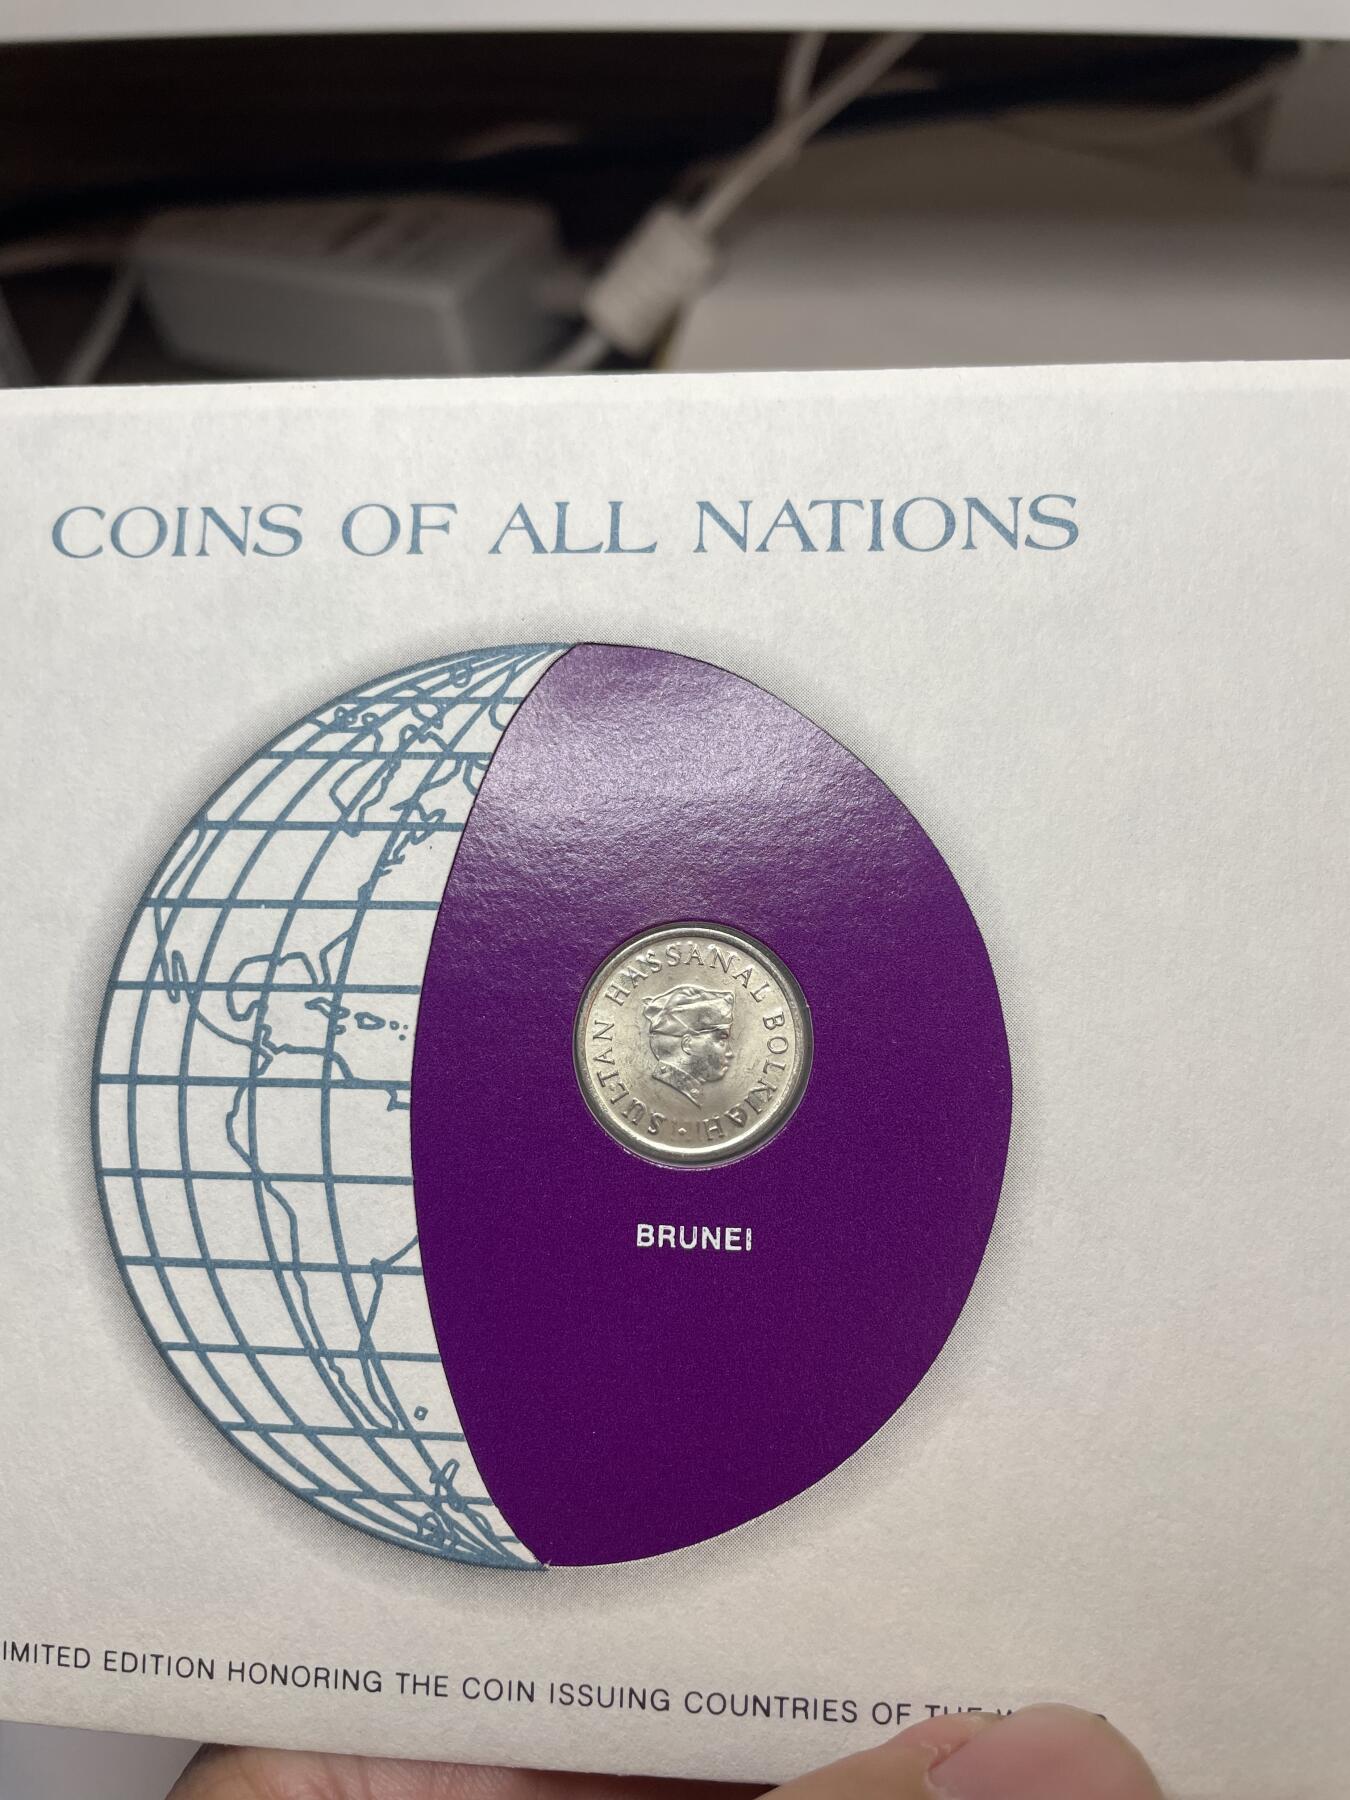 COINS OF ALL NATIONS
SULTAN HASSANAL BOLKIAH
BRUNEI
IMITED EDITION HONORING THE COIN ISSUING COUNTRIES OF THE